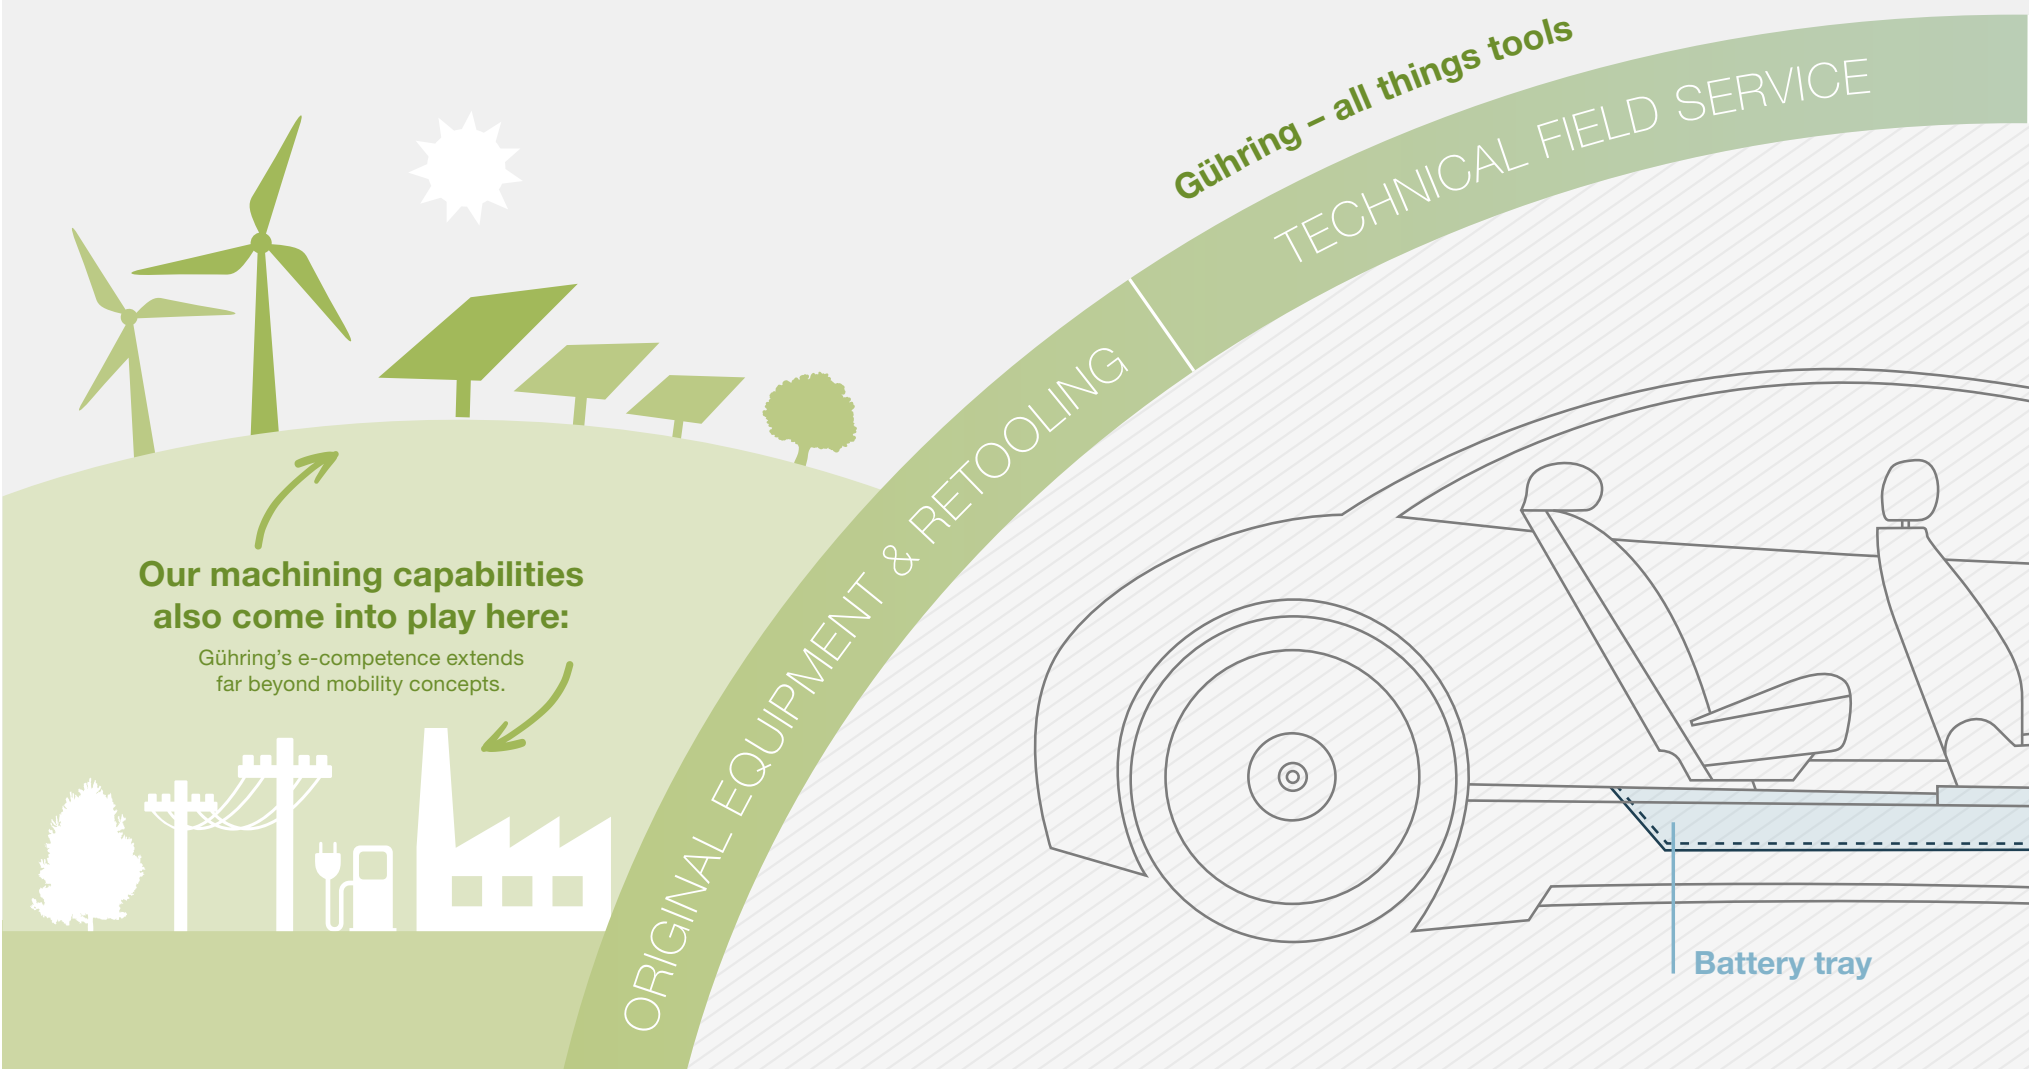 Gühring – all things tools
TECHNICAL FIELD SERVICE
ORIGINAL EQUIPMENT & RETOOLING
Our machining capabilities
also come into play here:
Gühring’s e-competence extends
far beyond mobility concepts.
Battery tray